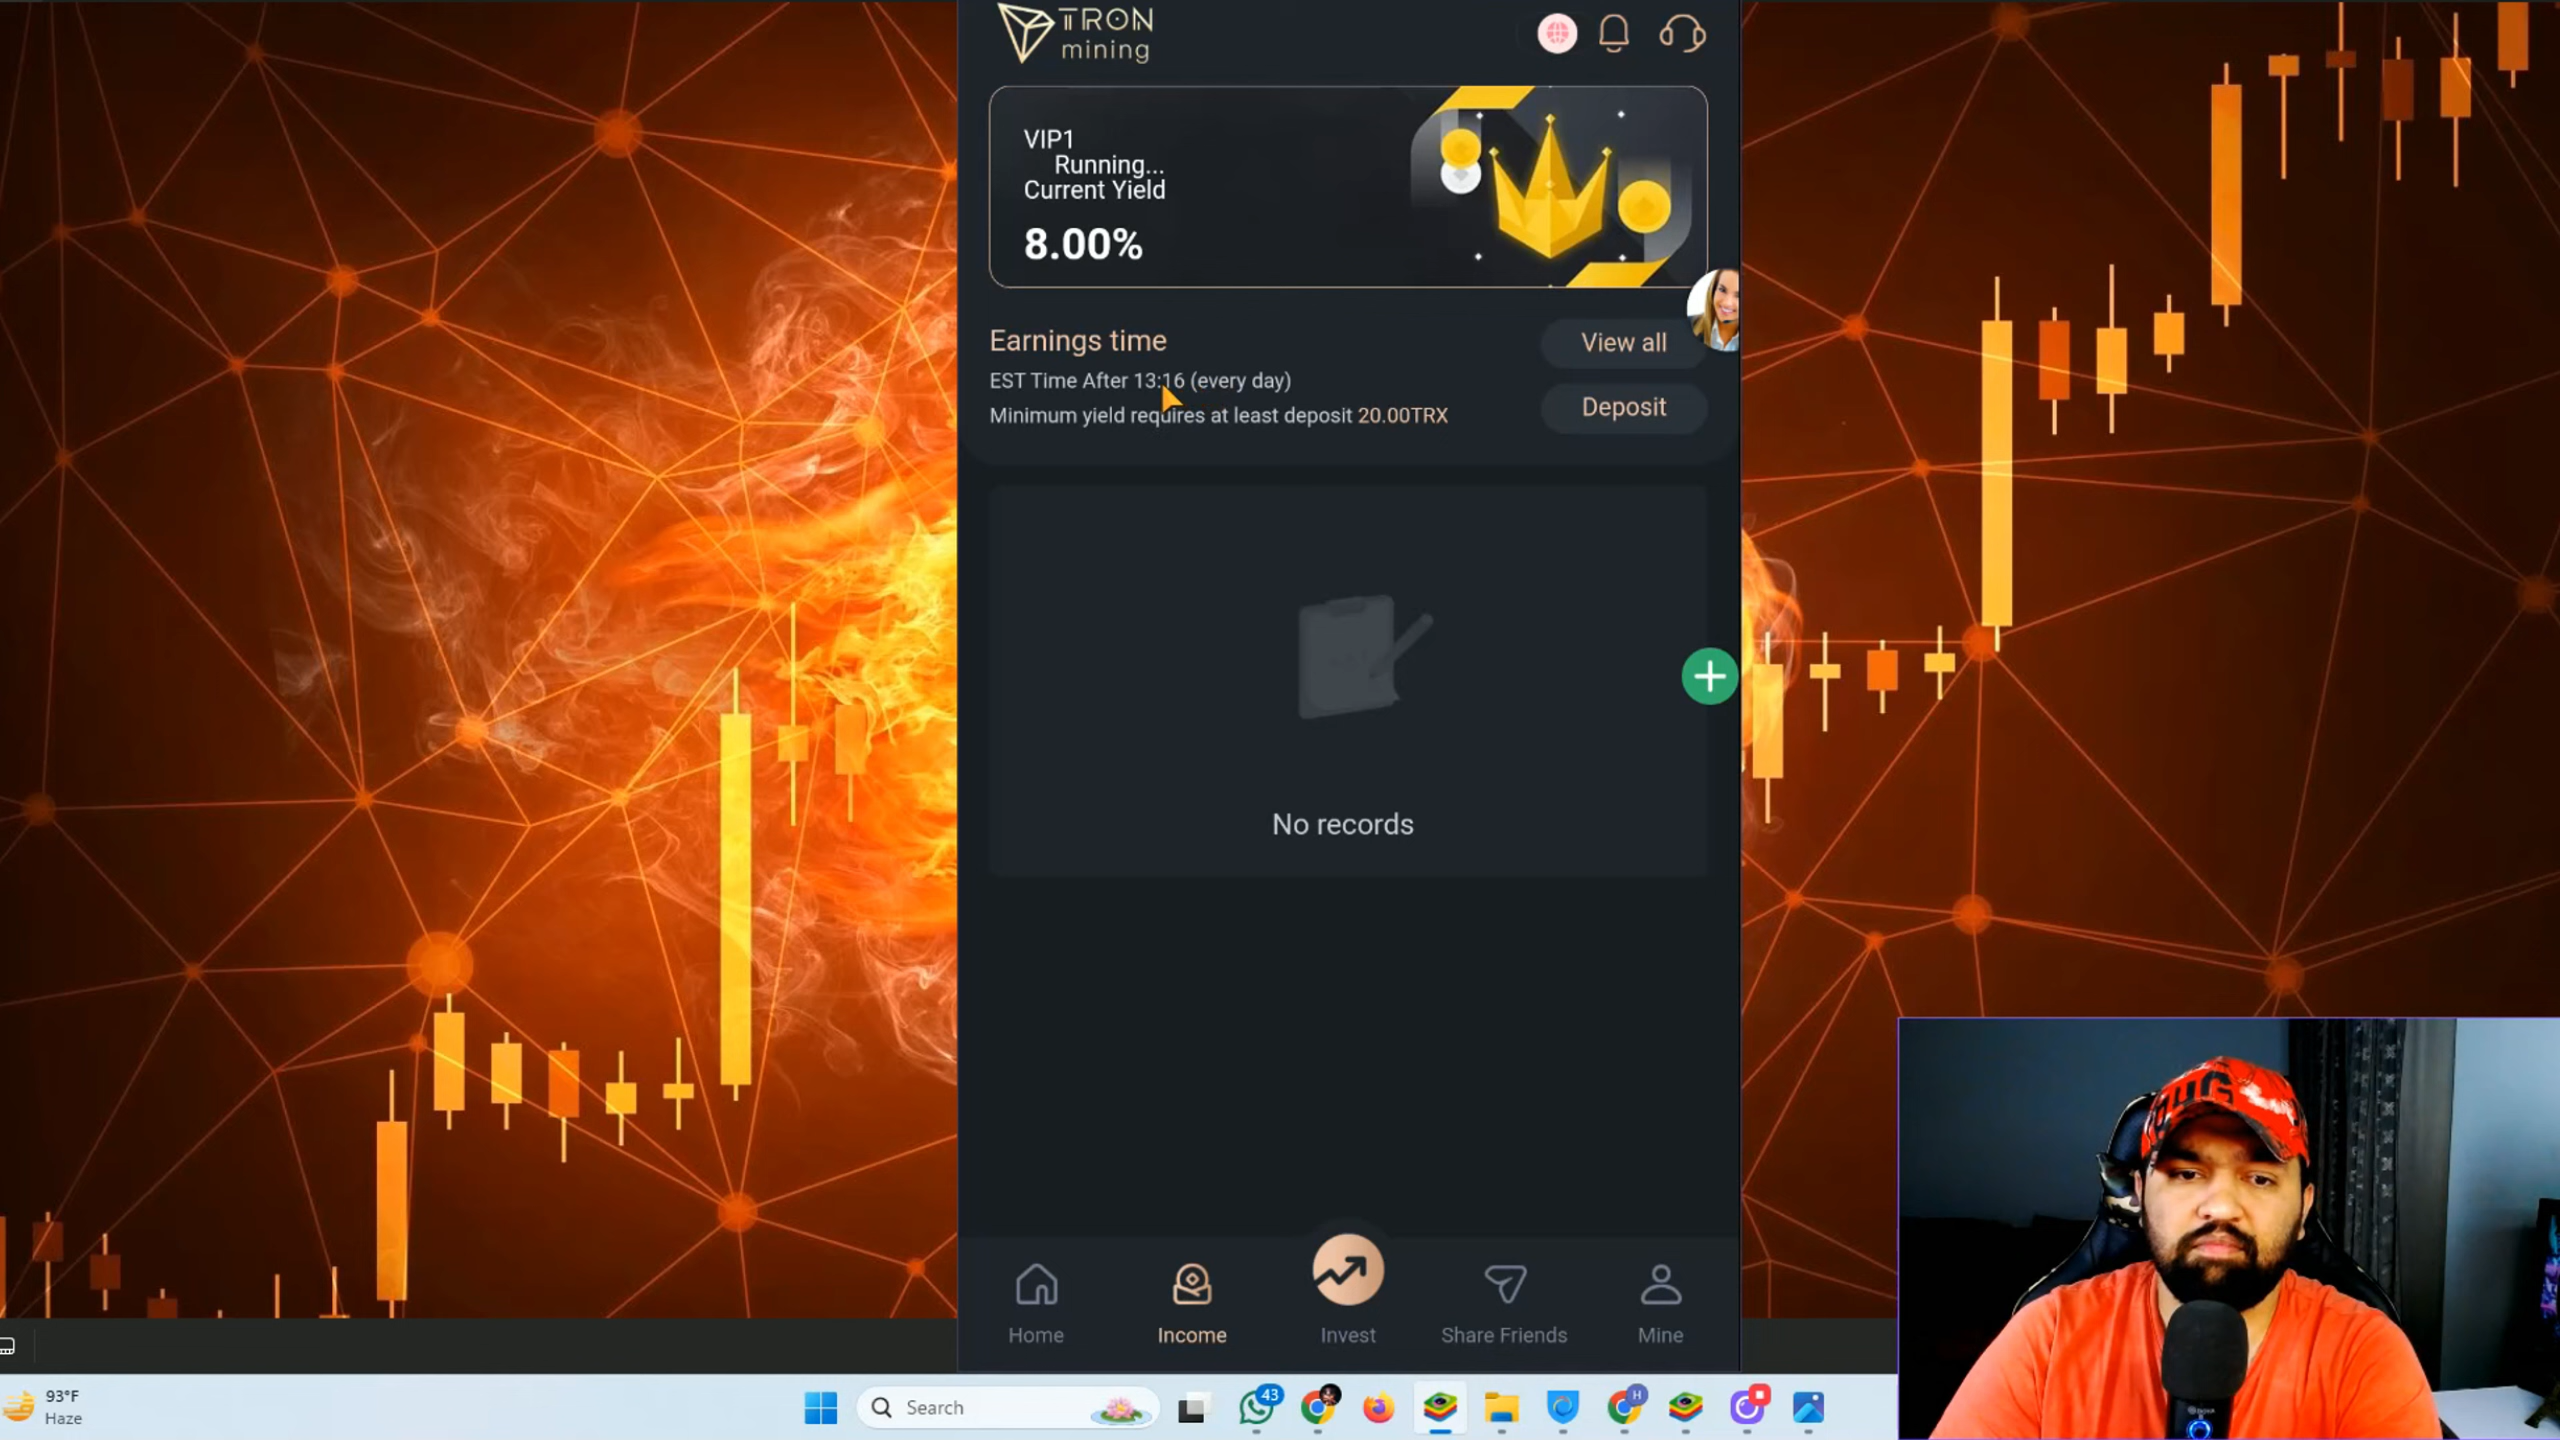 TRON
mining
VIP1
Running...
Current Yield
8.00%
Earnings time
View all
EST Time After 13:16 (every day)
Minimum yield requires at least deposit 20.00TRX
Deposit
No records
Home
Income
Invest
Share Friends
Mine
93°F
Haze
Search
43
H